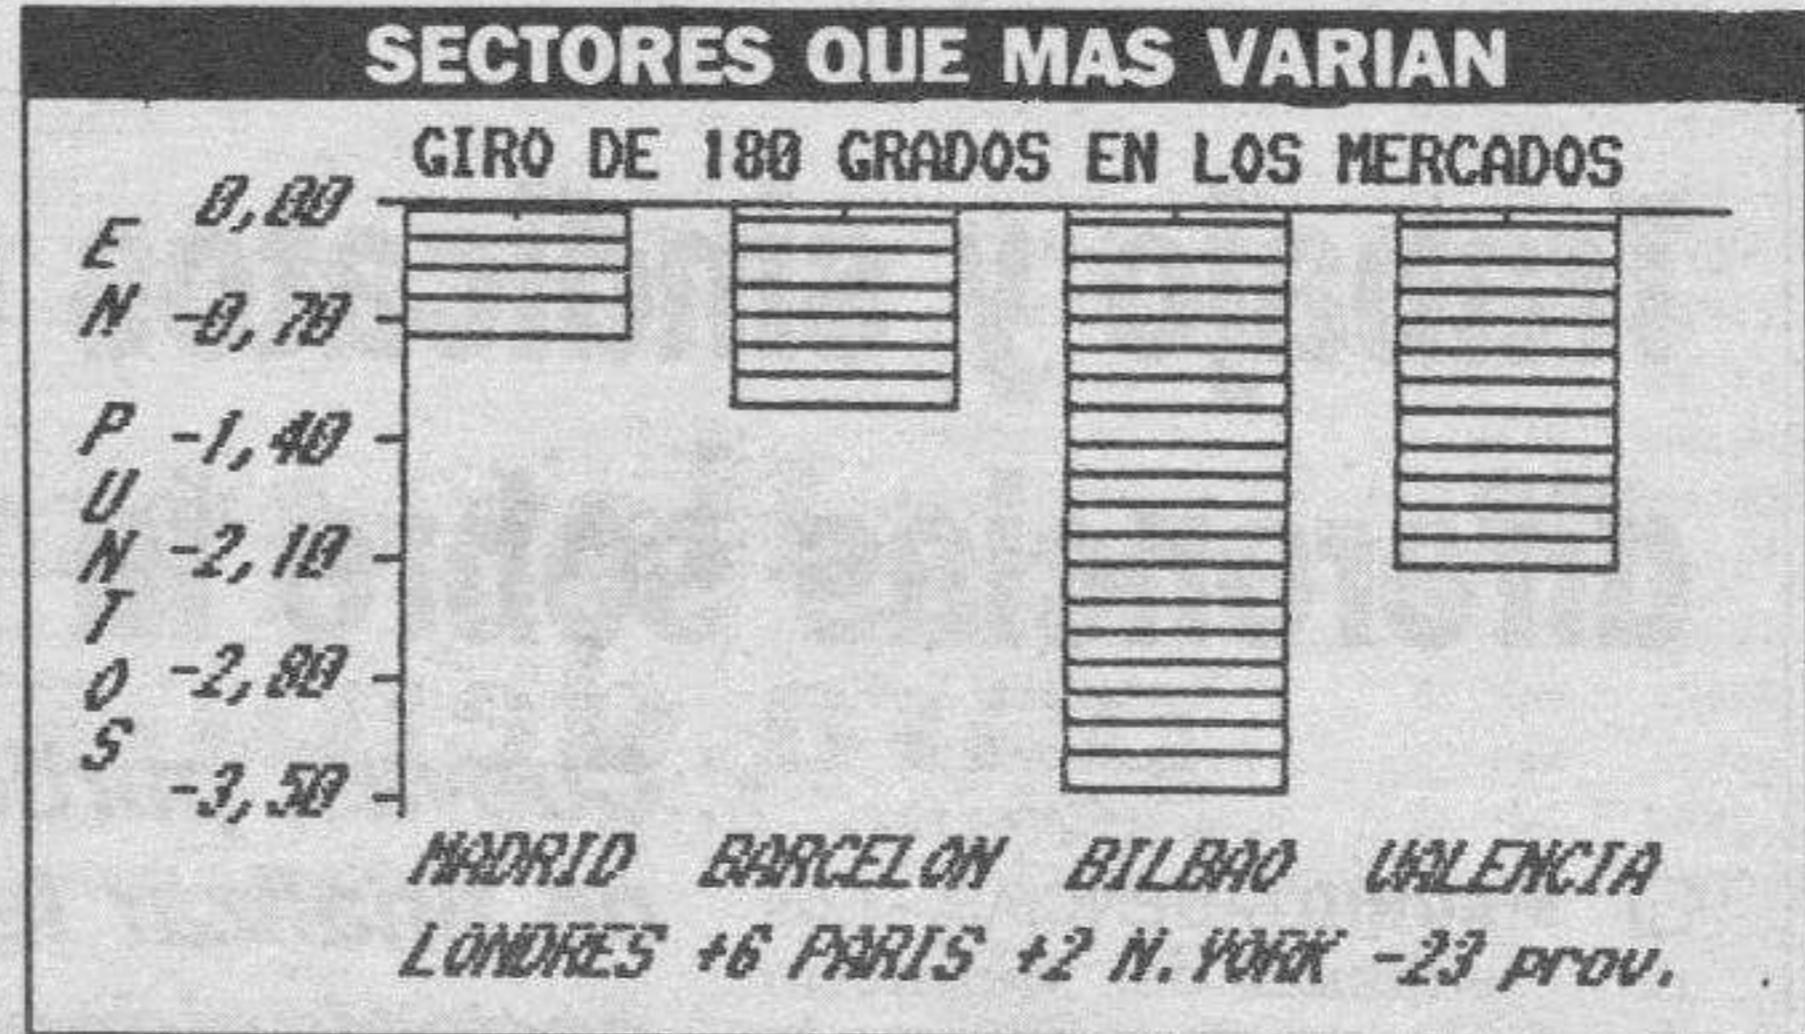 SECTORES QUE MAS VARIAN
GIRO DE 180 GRADOS EN LOS MERCADOS
EN PUNTOS
0,00
-0,70
-1,40
-2,10
-2,80
-3,50
MADRID BARCELON BILBAO VALENCIA
LONDRES +6 PARIS +2 N.YORK -23 prov.